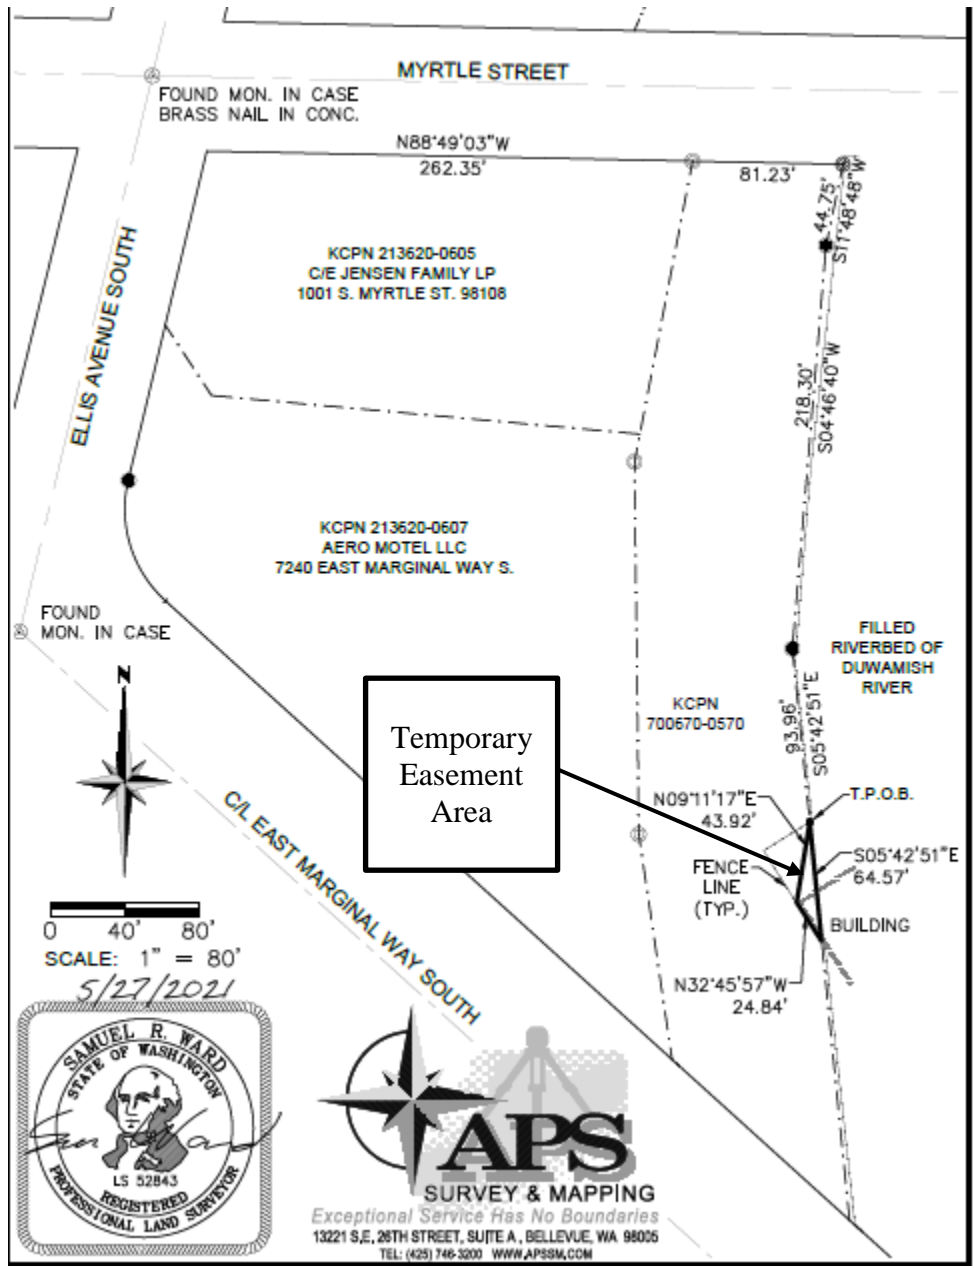 MYRTLE STREET
FOUND MON. IN CASE
BRASS NAIL IN CONC.
N88°49'03"W
262.35'
81.23'
44.75'
S11°48'48"W
KCPN 213620-0605
C/E JENSEN FAMILY LP
1001 S. MYRTLE ST. 98108
ELLIS AVENUE SOUTH
218.30'
S04°46'40"W
KCPN 213620-0607
AERO MOTEL LLC
7240 EAST MARGINAL WAY S.
FOUND
MON. IN CASE
FILLED
RIVERBED OF
DUWAMISH
RIVER
N
KCPN
700670-0570
93.96'
S05°42'51"E
Temporary
Easement
Area
C/L EAST MARGINAL WAY SOUTH
N09°11'17"E
43.92'
T.P.O.B.
S05°42'51"E
64.57'
FENCE
LINE
(TYP.)
BUILDING
N32°45'57"W
24.84'
0 40' 80'
SCALE: 1" = 80'
5/27/2021
SAMUEL R. WARD
STATE OF WASHINGTON
LS 52843
REGISTERED
PROFESSIONAL LAND SURVEYOR
APS
SURVEY & MAPPING
Exceptional Service Has No Boundaries
13221 S.E. 26TH STREET, SUITE A, BELLEVUE, WA 98005
TEL: (425) 746-3200 WWW.APSSM.COM